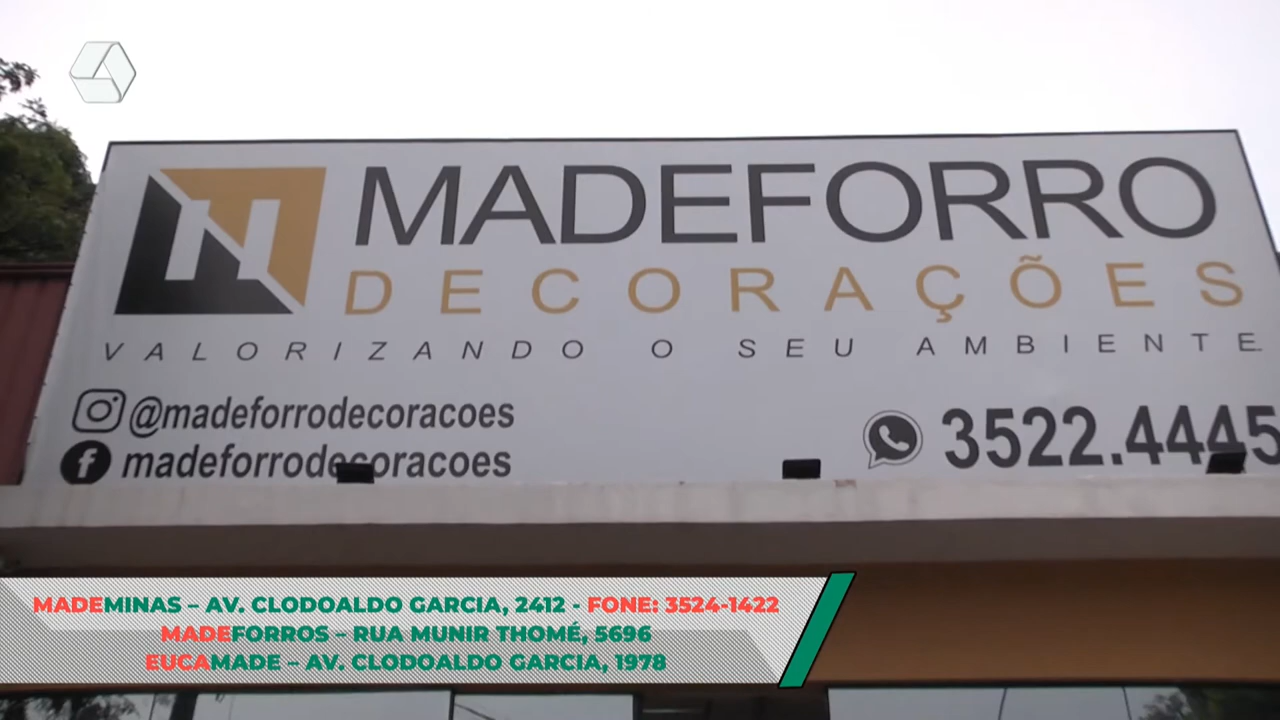 MADEFORRO
DECORAÇÕES
VALORIZANDO O SEU AMBIENTE
@madeforrodecoracoes
madeforrodecoracoes
3522.4445
MADEMINAS – AV. CLODOALDO GARCIA, 2412 - FONE: 3524-1422
MADEFORROS – RUA MUNIR THOMÉ, 5696
EUCAMADE – AV. CLODOALDO GARCIA, 1978